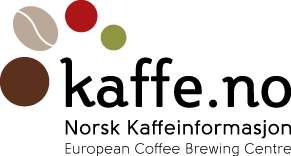 kaffe.no
Norsk Kaffeinformasjon
European Coffee Brewing Centre